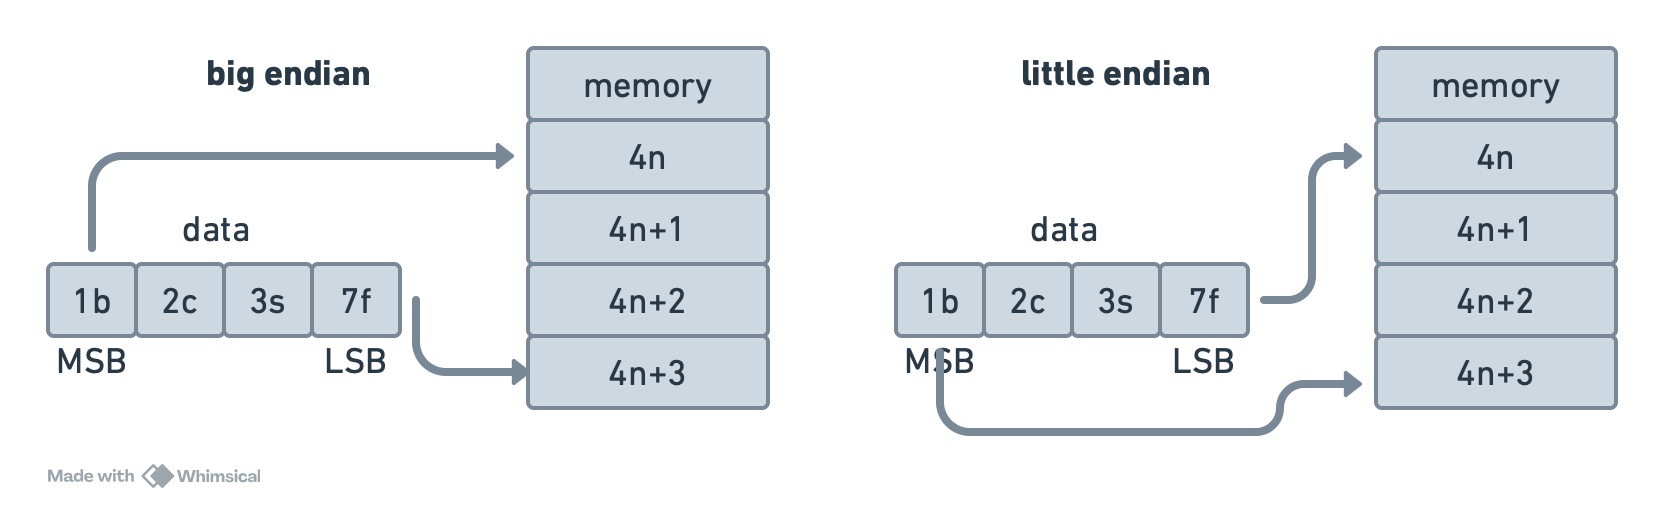 big endian
memory
4n
data
4n+1
1b 2c 3s 7f
4n+2
MSB LSB
4n+3
little endian
memory
4n
data
4n+1
1b 2c 3s 7f
4n+2
MSB LSB
4n+3
Made with Whimsical